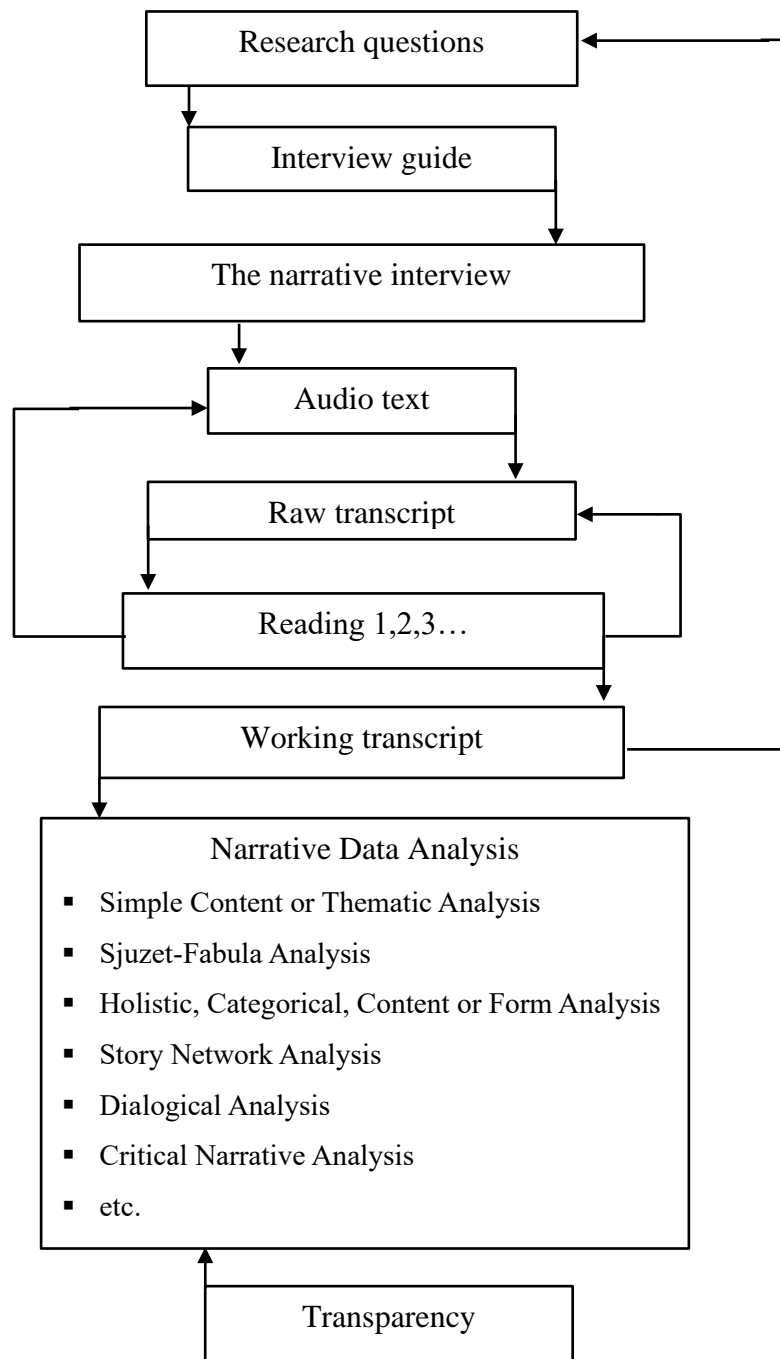 Research questions
Interview guide
The narrative interview
Audio text
Raw transcript
Reading 1,2,3…
Working transcript
Narrative Data Analysis
▪ Simple Content or Thematic Analysis
▪ Sjuzet-Fabula Analysis
▪ Holistic, Categorical, Content or Form Analysis
▪ Story Network Analysis
▪ Dialogical Analysis
▪ Critical Narrative Analysis
▪ etc.
Transparency